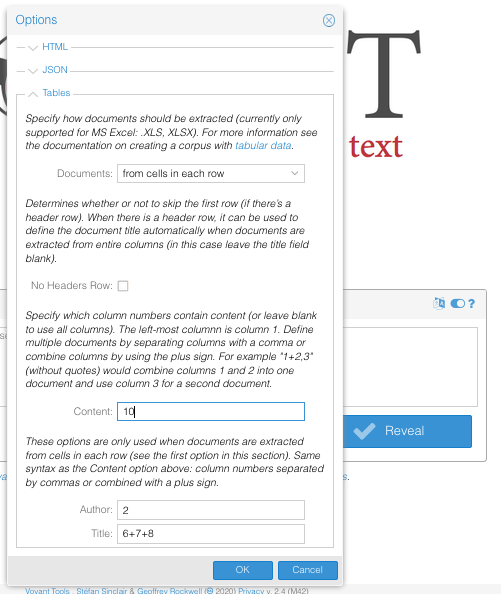 Options
HTML
JSON
Tables
Specify how documents should be extracted (currently only
supported for MS Excel: .XLS, XLSX). For more information see
the documentation on creating a corpus with tabular data.
Documents: from cells in each row
Determines whether or not to skip the first row (if there's a
header row). When there is a header row, it can be used to
define the document title automatically when documents are
extracted from entire columns (in this case leave the title field
blank).
No Headers Row:
Specify which column numbers contain content (or leave blank
to use all columns). The left-most columnn is column 1. Define
multiple documents by separating columns with a comma or
combine columns by using the plus sign. For example "1+2,3"
(without quotes) would combine columns 1 and 2 into one
document and use column 3 for a second document.
Content: 10
These options are only used when documents are extracted
from cells in each row (see the first option in this section). Same
syntax as the Content option above: column numbers separated
by commas or combined with a plus sign.
Author: 2
Title: 6+7+8
OK Cancel
T
text
?
Reveal
s.
Voyant Tools , Stéfan Sinclair & Geoffrey Rockwell (© 2020) Privacy v. 2.4 (M42)